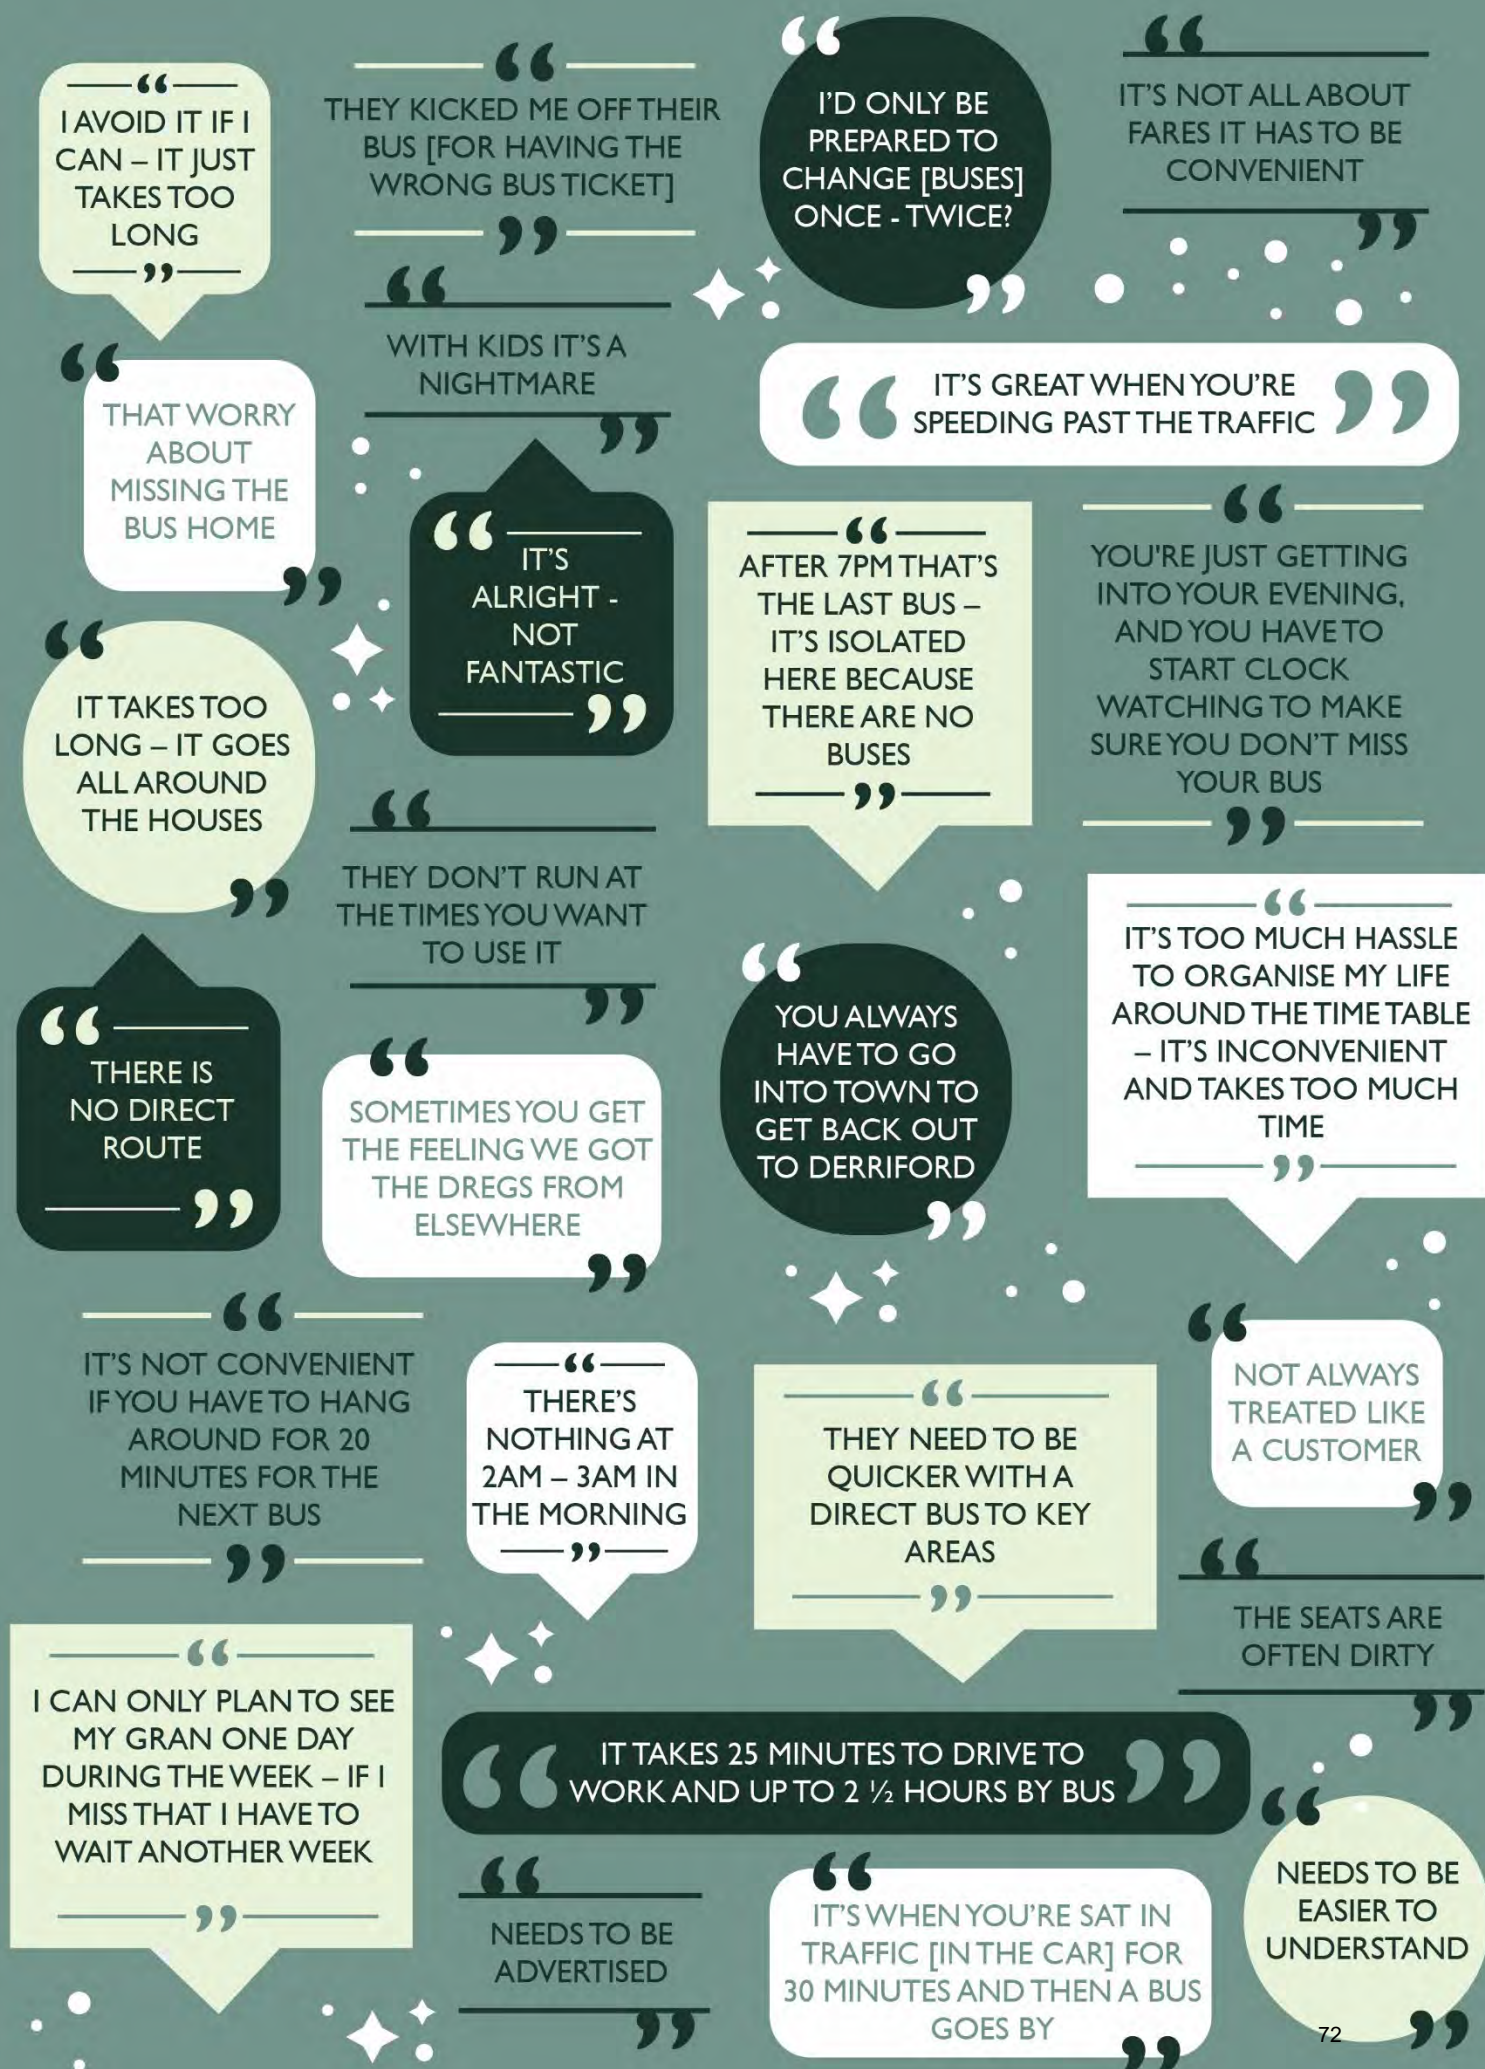 I AVOID IT IF I
CAN – IT JUST
TAKES TOO
LONG
THEY KICKED ME OFF THEIR
BUS [FOR HAVING THE
WRONG BUS TICKET]
I'D ONLY BE
PREPARED TO
CHANGE [BUSES]
ONCE - TWICE?
IT'S NOT ALL ABOUT
FARES IT HAS TO BE
CONVENIENT
WITH KIDS IT'S A
NIGHTMARE
IT'S GREAT WHEN YOU'RE
SPEEDING PAST THE TRAFFIC
THAT WORRY
ABOUT
MISSING THE
BUS HOME
IT'S
ALRIGHT -
NOT
FANTASTIC
AFTER 7PM THAT'S
THE LAST BUS –
IT'S ISOLATED
HERE BECAUSE
THERE ARE NO
BUSES
YOU'RE JUST GETTING
INTO YOUR EVENING,
AND YOU HAVE TO
START CLOCK
WATCHING TO MAKE
SURE YOU DON'T MISS
YOUR BUS
IT TAKES TOO
LONG – IT GOES
ALL AROUND
THE HOUSES
THEY DON'T RUN AT
THE TIMES YOU WANT
TO USE IT
YOU ALWAYS
HAVE TO GO
INTO TOWN TO
GET BACK OUT
TO DERRIFORD
IT'S TOO MUCH HASSLE
TO ORGANISE MY LIFE
AROUND THE TIME TABLE
– IT'S INCONVENIENT
AND TAKES TOO MUCH
TIME
THERE IS
NO DIRECT
ROUTE
SOMETIMES YOU GET
THE FEELING WE GOT
THE DREGS FROM
ELSEWHERE
IT'S NOT CONVENIENT
IF YOU HAVE TO HANG
AROUND FOR 20
MINUTES FOR THE
NEXT BUS
THERE'S
NOTHING AT
2AM – 3AM IN
THE MORNING
THEY NEED TO BE
QUICKER WITH A
DIRECT BUS TO KEY
AREAS
NOT ALWAYS
TREATED LIKE
A CUSTOMER
THE SEATS ARE
OFTEN DIRTY
I CAN ONLY PLAN TO SEE
MY GRAN ONE DAY
DURING THE WEEK – IF I
MISS THAT I HAVE TO
WAIT ANOTHER WEEK
IT TAKES 25 MINUTES TO DRIVE TO
WORK AND UP TO 2 ½ HOURS BY BUS
NEEDS TO BE
ADVERTISED
IT'S WHEN YOU'RE SAT IN
TRAFFIC [IN THE CAR] FOR
30 MINUTES AND THEN A BUS
GOES BY
NEEDS TO BE
EASIER TO
UNDERSTAND
72